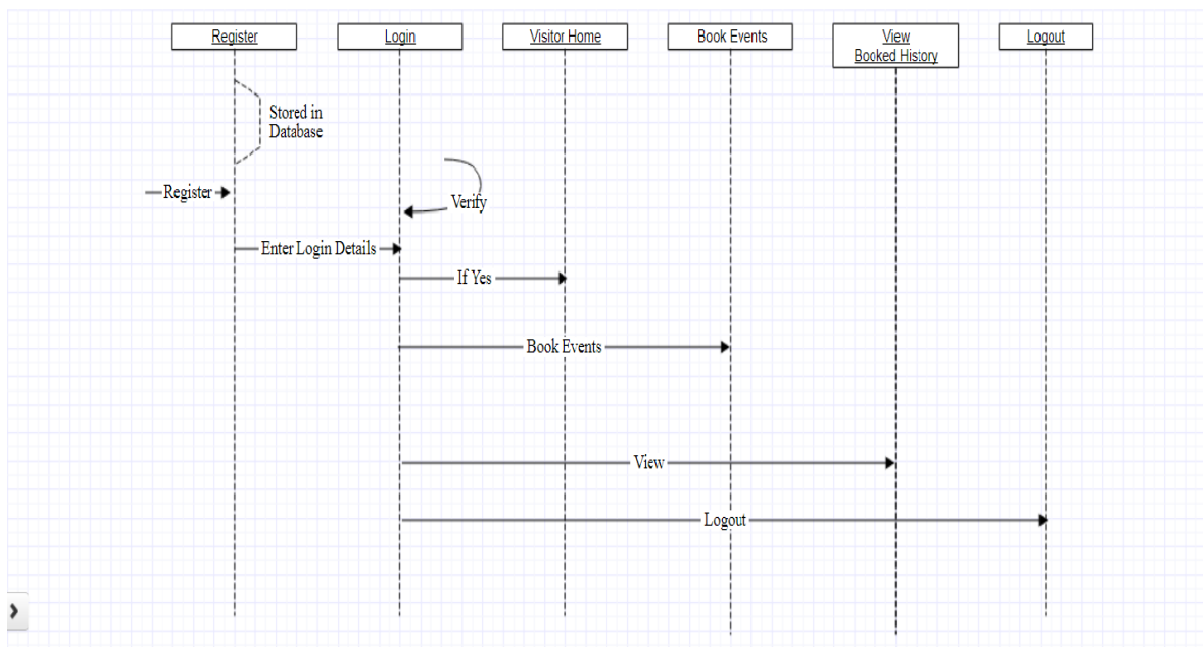 Register
Login
Visitor Home
Book Events
View
Booked History
Logout
Stored in
Database
Register
Verify
Enter Login Details
If Yes
Book Events
View
Logout